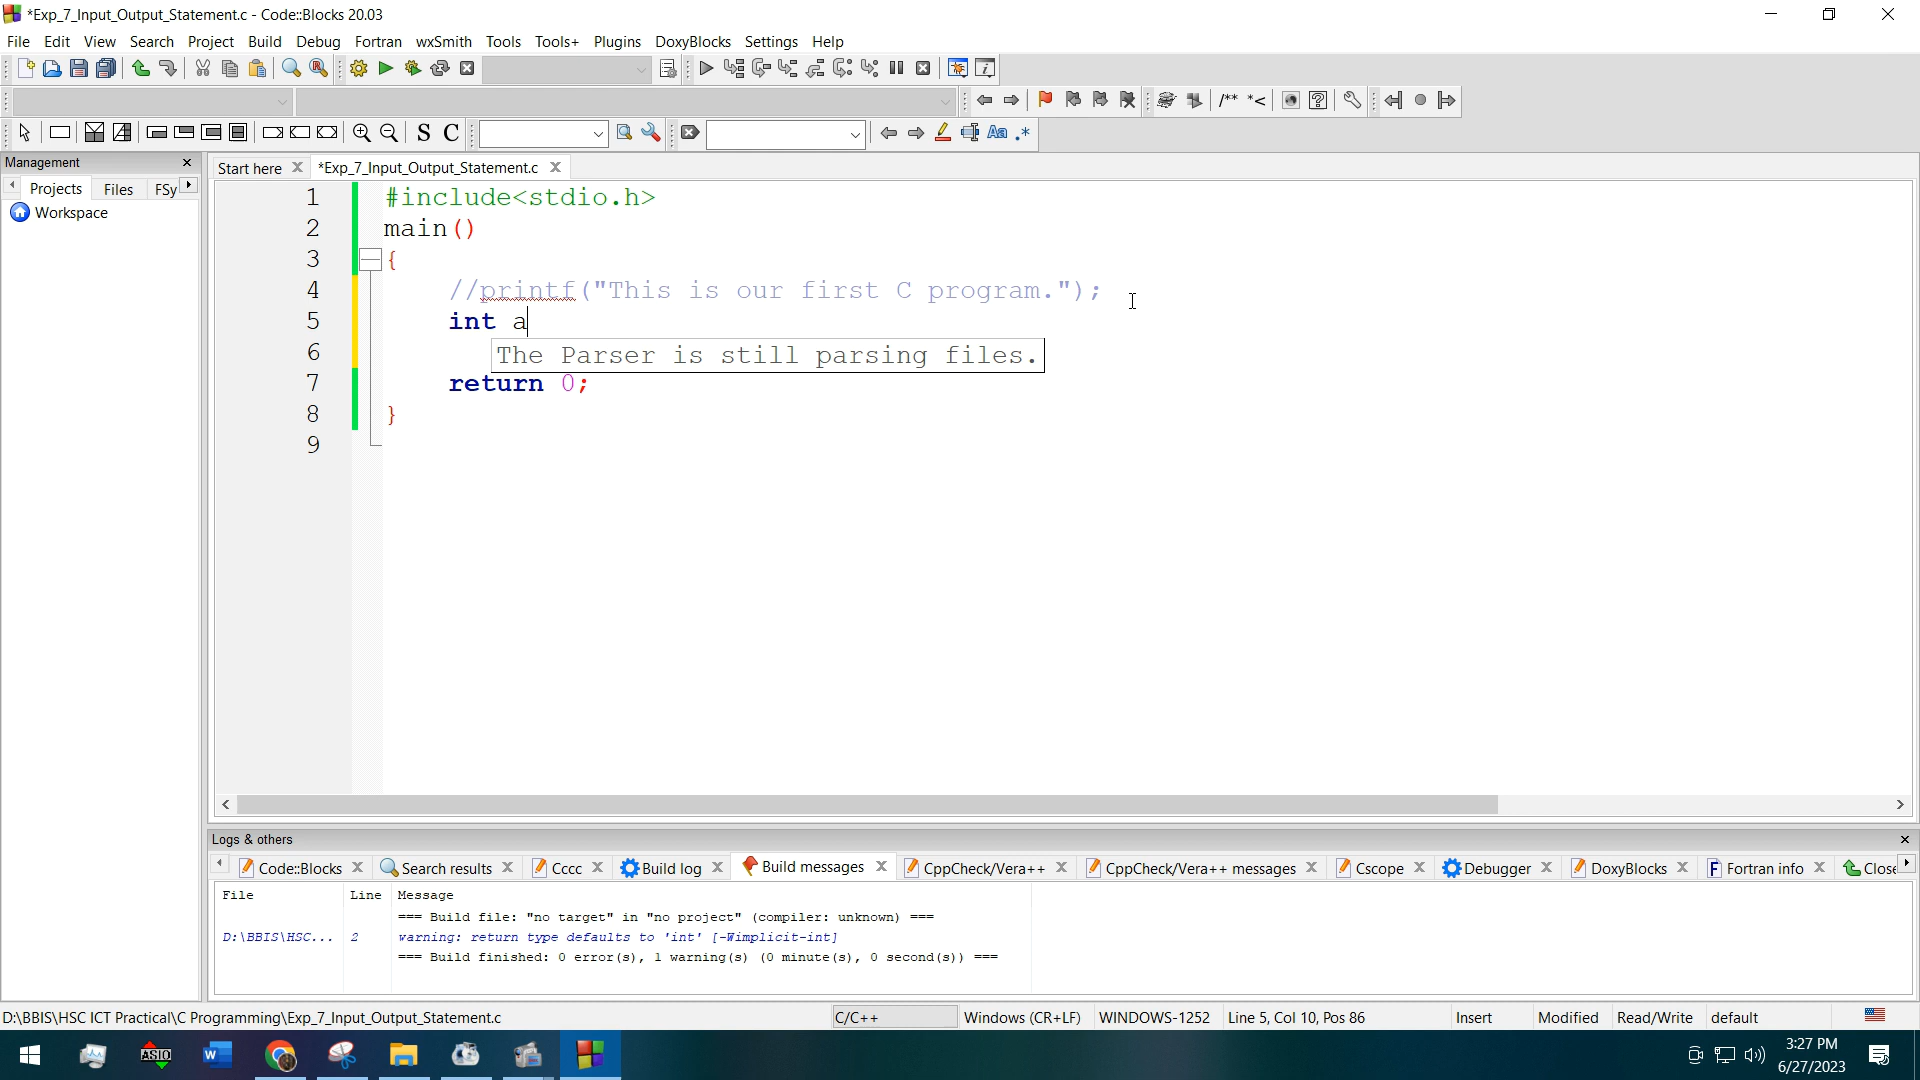 *Exp_7_Input_Output_Statement.c - Code::Blocks 20.03
File Edit View Search Project Build Debug Fortran wxSmith Tools Tools+ Plugins DoxyBlocks Settings Help
/** *<
S C
Aa .*
Management
Projects Files FSy
Workspace
Start here *Exp_7_Input_Output_Statement.c
1 #include<stdio.h>
2 main()
3 {
4 //printf("This is our first C program.");
5 int a
6 The Parser is still parsing files.
7 return 0;
8 }
9
Logs & others
Code::Blocks Search results Cccc Build log Build messages CppCheck/Vera++ CppCheck/Vera++ messages Cscope Debugger DoxyBlocks Fortran info Close
File Line Message
=== Build file: "no target" in "no project" (compiler: unknown) ===
D:\BBIS\HSC... 2 warning: return type defaults to 'int' [-Wimplicit-int]
=== Build finished: 0 error(s), 1 warning(s) (0 minute(s), 0 second(s)) ===
D:\BBIS\HSC ICT Practical\C Programming\Exp_7_Input_Output_Statement.c C/C++ Windows (CR+LF) WINDOWS-1252 Line 5, Col 10, Pos 86 Insert Modified Read/Write default
ASIO
3:27 PM
6/27/2023